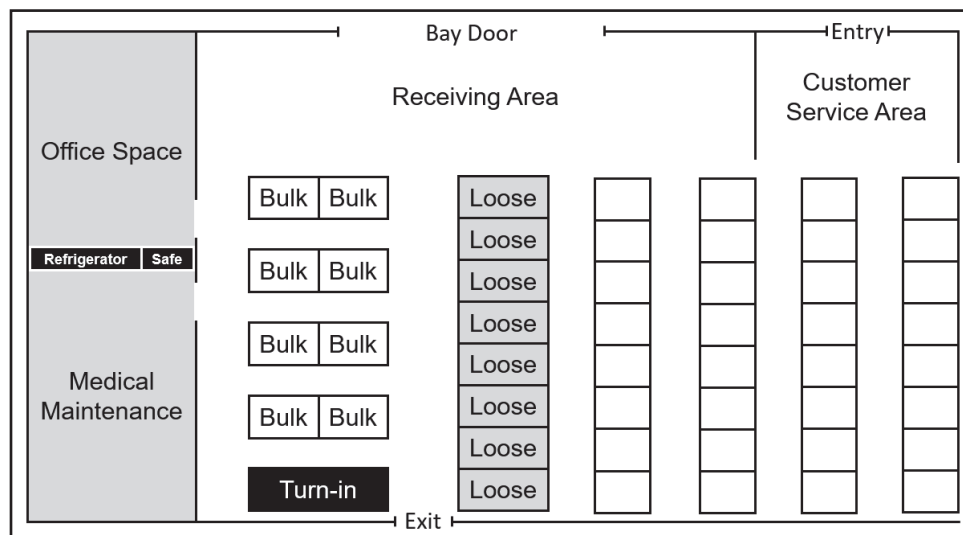 Bay Door
Entry
Receiving Area
Customer
Service Area
Office Space
Bulk Bulk Loose
Loose
Refrigerator Safe
Bulk Bulk Loose
Loose
Bulk Bulk
Loose
Medical
Maintenance
Loose
Bulk Bulk
Loose
Turn-in Loose
Exit